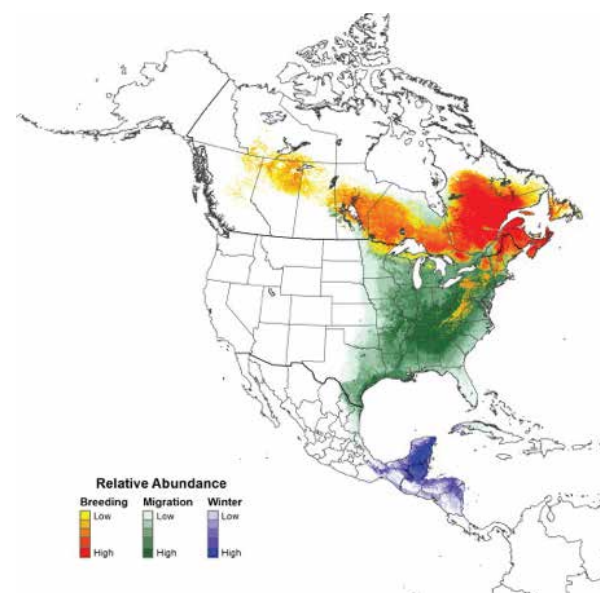 Relative Abundance
Breeding Migration Winter
Low Low Low
High High High